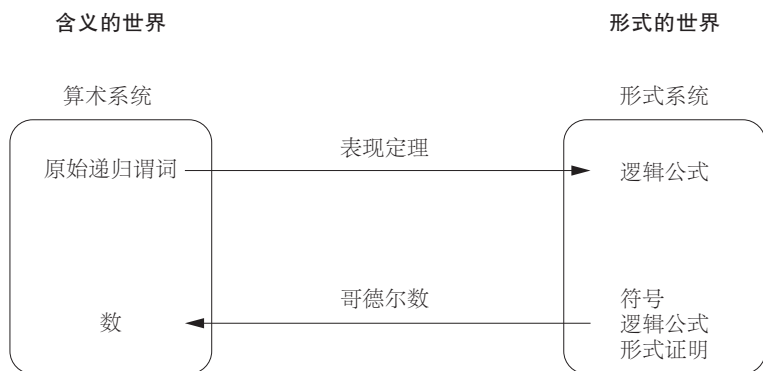 含义的世界
形式的世界
算术系统
形式系统
表现定理
原始递归谓词
逻辑公式
哥德尔数
数
符号
逻辑公式
形式证明